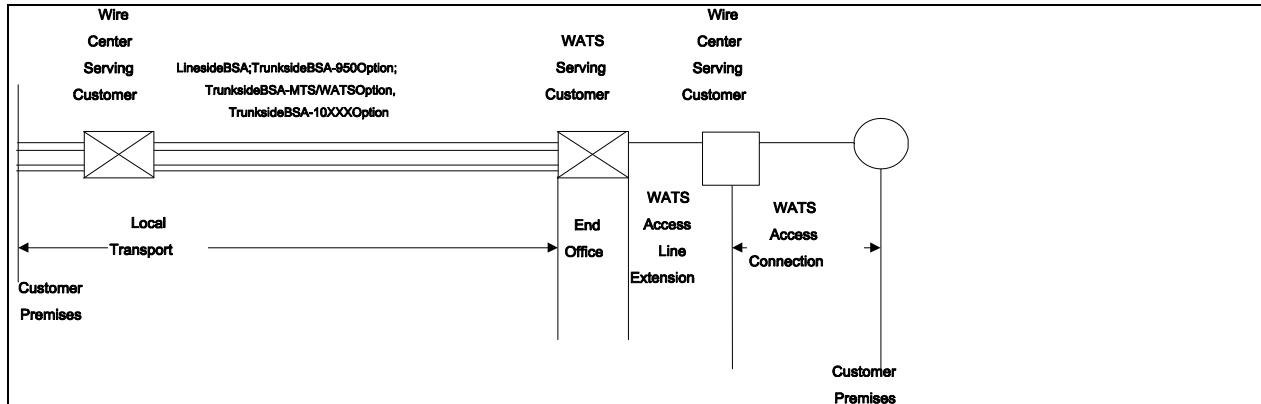 Wire
Center
Serving
Customer
LinesideBSA;TrunksideBSA-950Option;
TrunksideBSA-MTS/WATSOption,
TrunksideBSA-10XXXOption
WATS
Serving
Customer
Wire
Center
Serving
Customer
Local
Transport
End
Office
WATS
Access
Line
Extension
WATS
Access
Connection
Customer
Premises
Customer
Premises